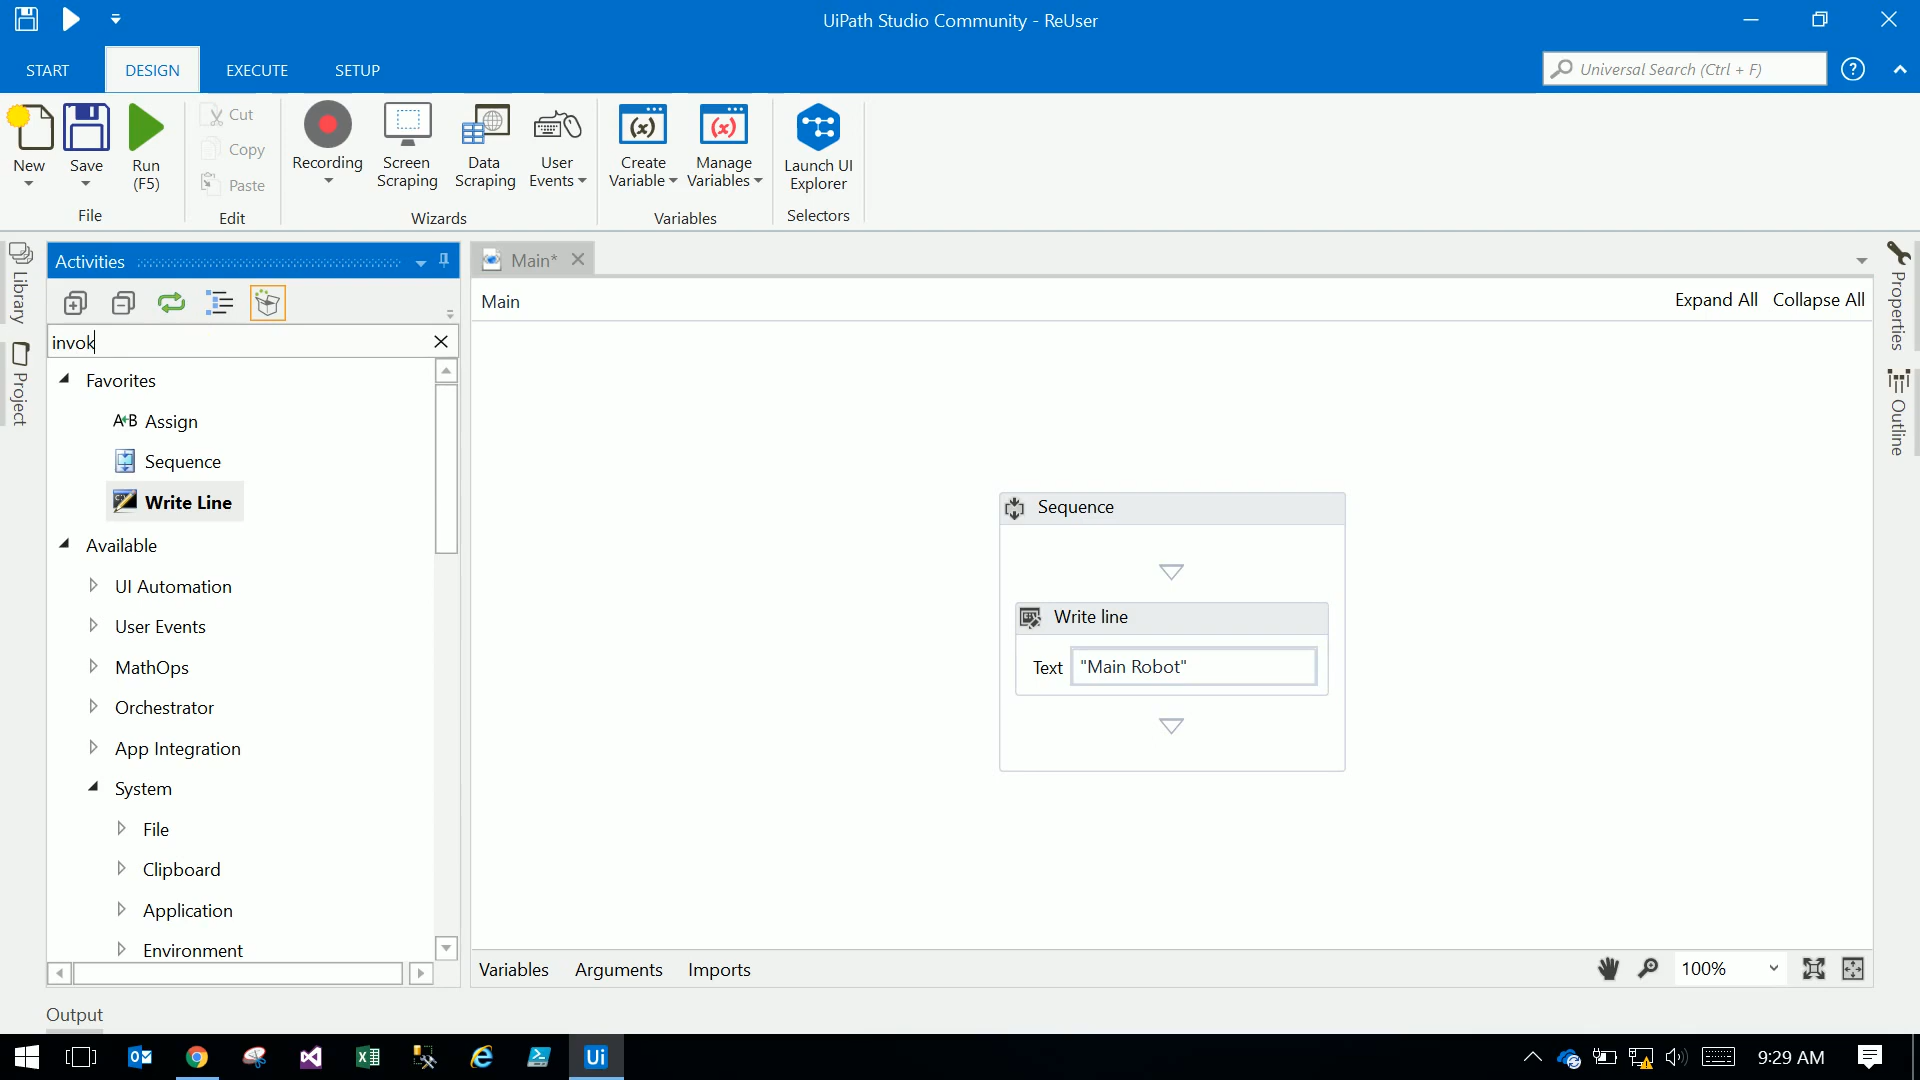 UiPath Studio Community - ReUser
START DESIGN EXECUTE SETUP
Universal Search (Ctrl + F)
New
Save
Run
(F5)
File
Cut
Copy
Paste
Edit
Recording
Screen
Scraping
Data
Scraping
User
Events
Wizards
Create
Variable
Manage
Variables
Variables
Launch UI
Explorer
Selectors
Library
Project
Activities
invok
Favorites
A+B Assign
Sequence
Write Line
Available
UI Automation
User Events
MathOps
Orchestrator
App Integration
System
File
Clipboard
Application
Environment
Main*
Main
Expand All Collapse All
Sequence
Write line
Text "Main Robot"
Variables Arguments Imports
100%
Properties
Outline
Output
Ui
9:29 AM